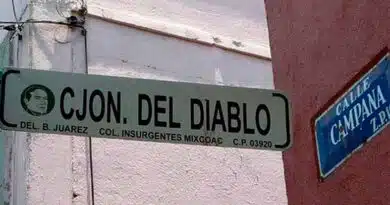 CJON. DEL DIABLO
DEL. B. JUAREZ COL. INSURGENTES MIXCOAC C.P. 03920
CALLE
CAMPANA